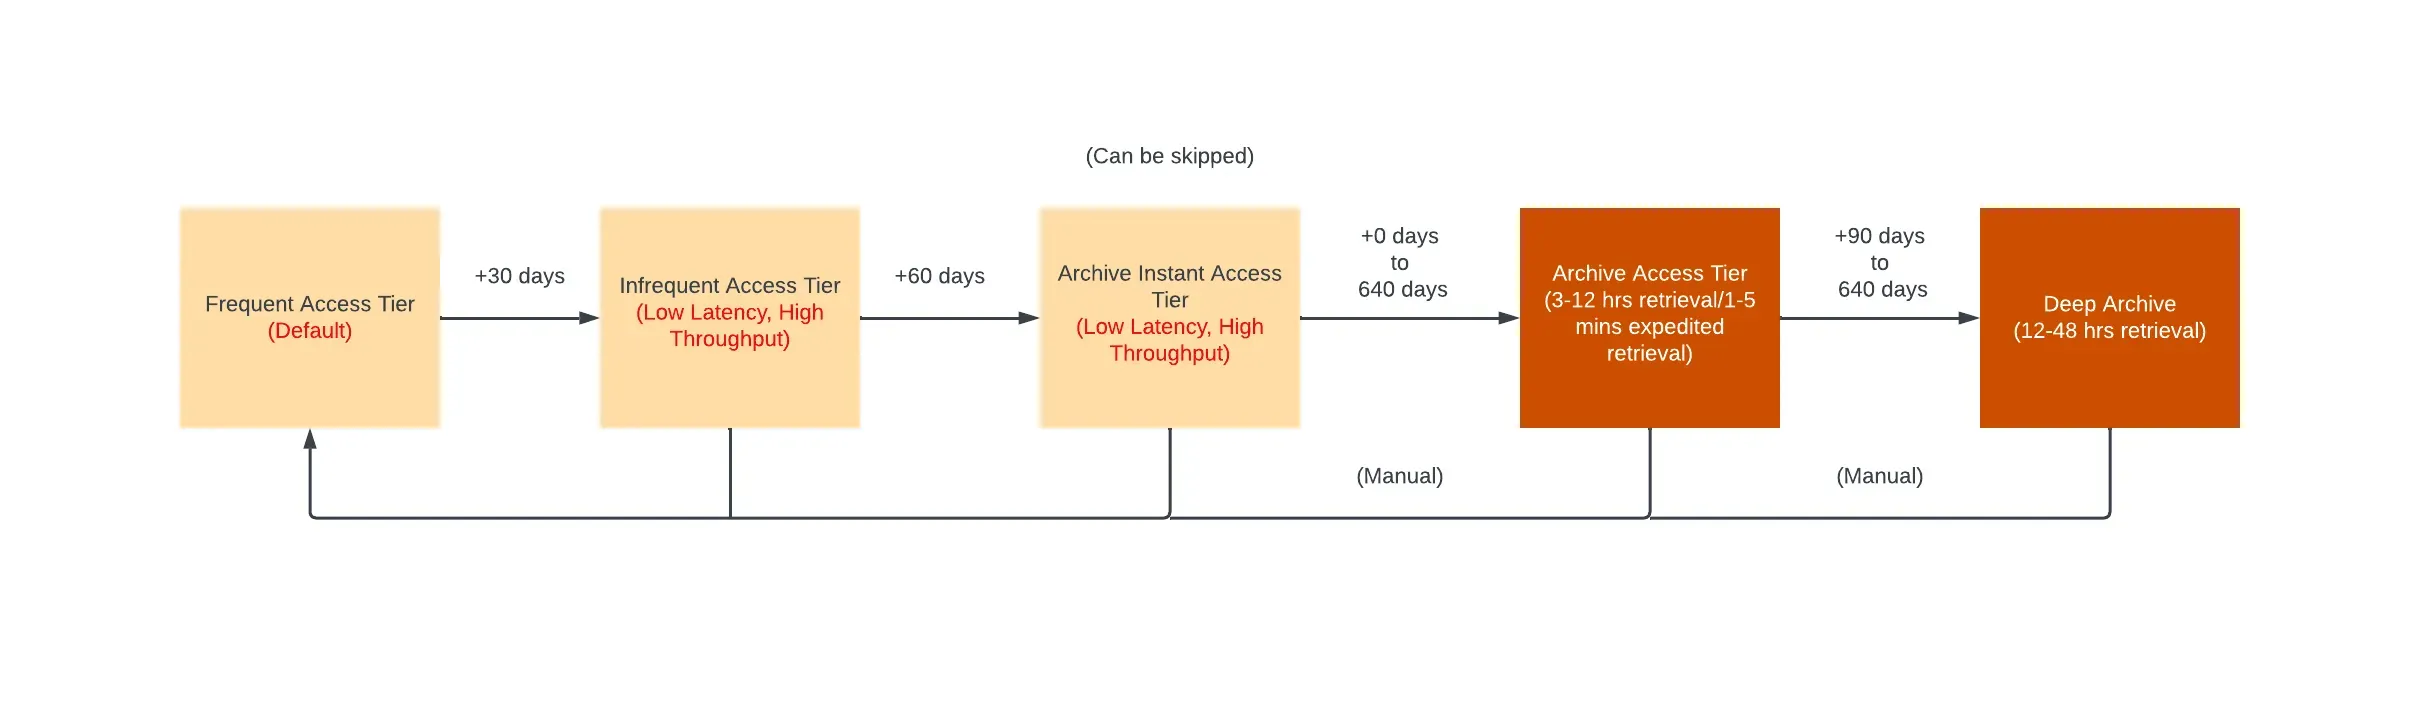 (Can be skipped)
Frequent Access Tier
(Default)
+30 days
Infrequent Access Tier
(Low Latency, High
Throughput)
+60 days
Archive Instant Access
Tier
(Low Latency, High
Throughput)
+0 days
to
640 days
Archive Access Tier
(3-12 hrs retrieval/1-5
mins expedited
retrieval)
+90 days
to
640 days
Deep Archive
(12-48 hrs retrieval)
(Manual)
(Manual)